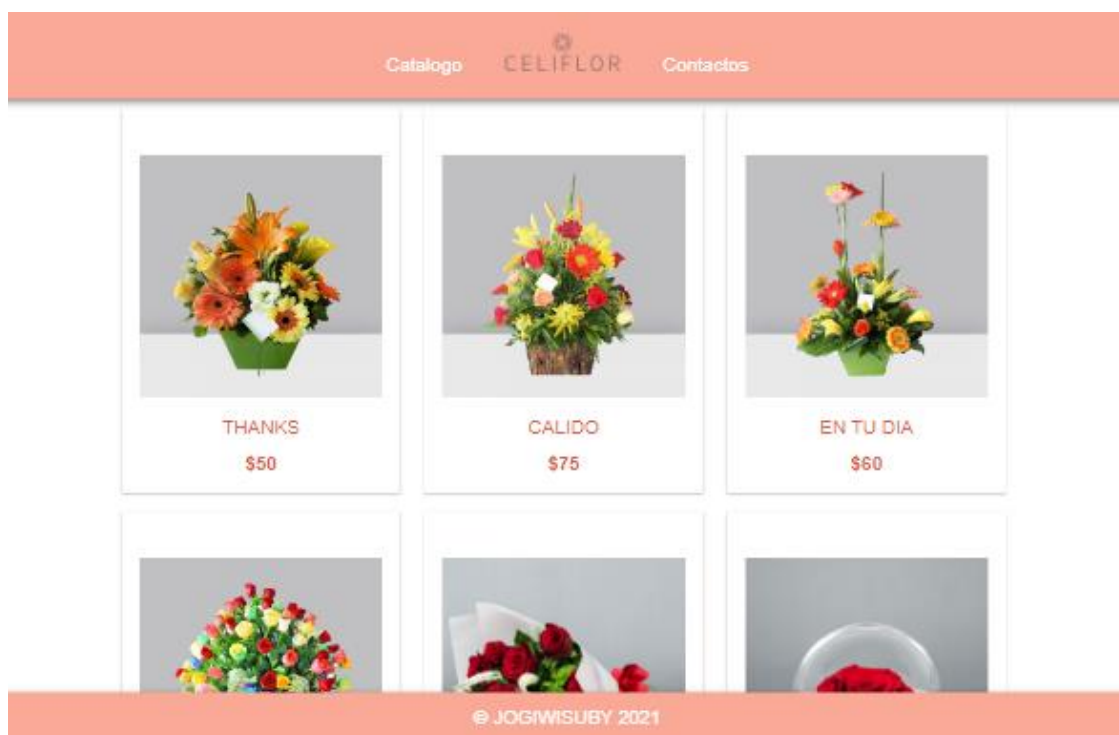 Catalogo CELIFLOR Contactos
THANKS CALIDO EN TU DIA
$50 $75 $60
© JOGIWISUBY 2021